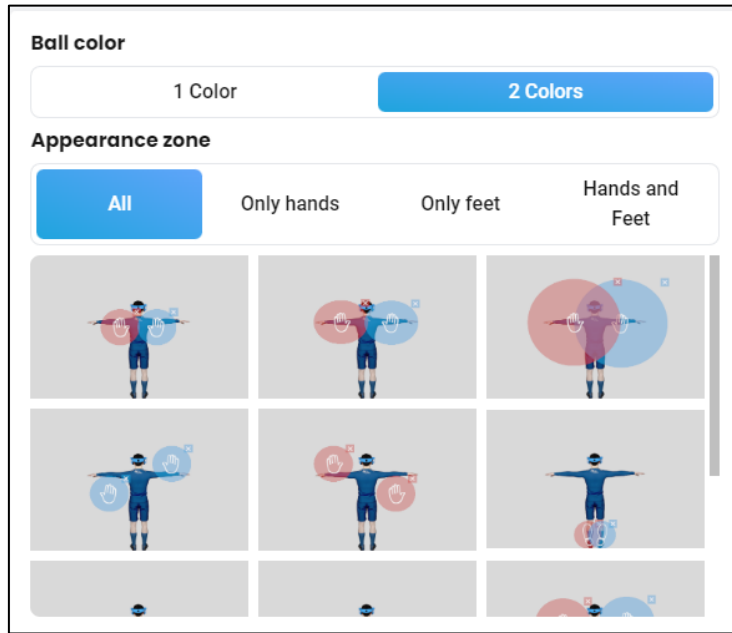 Ball color
1 Color
2 Colors
Appearance zone
All
Only hands
Only feet
Hands and
Feet